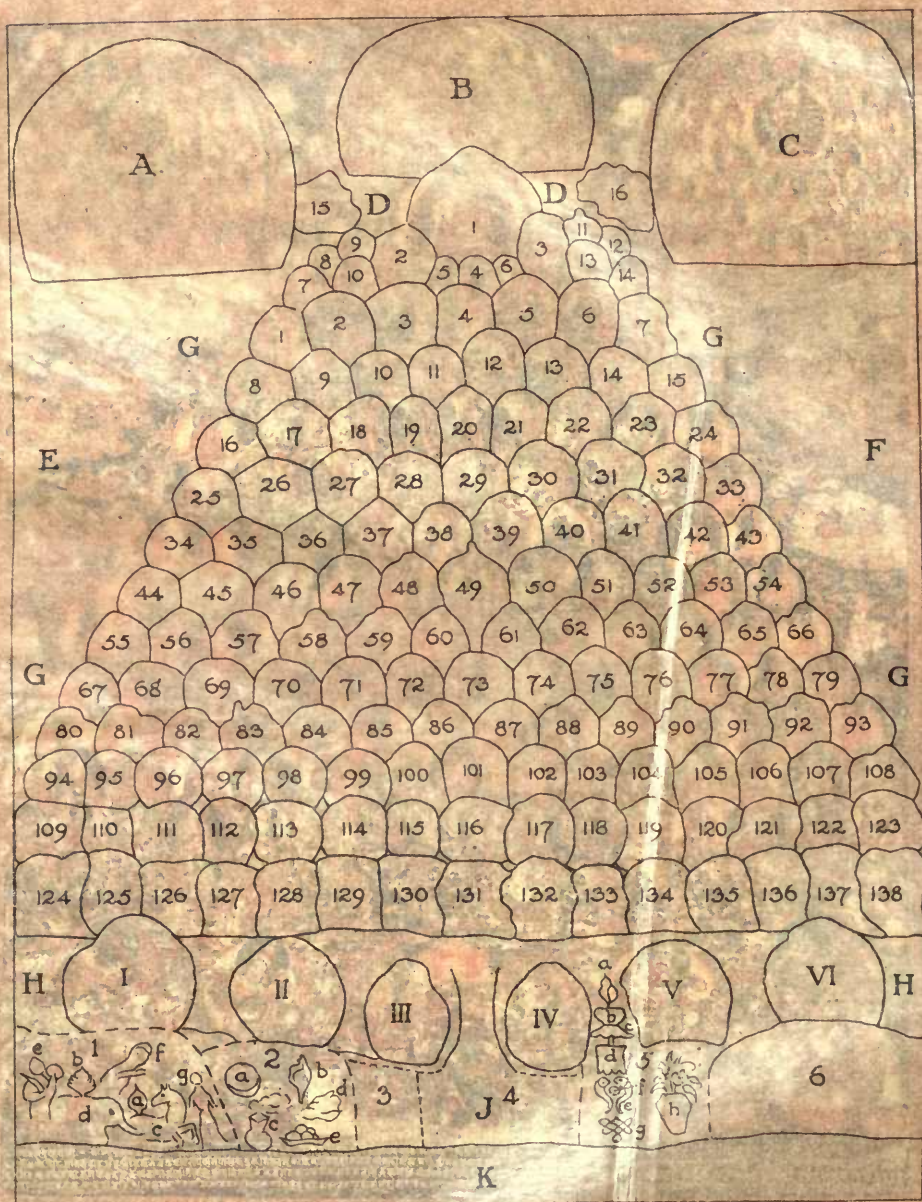 B
A C
15 D D 16
1
9 2 3 11 12
8 10 5 4 6 13 14
7
1 2 3 4 5 6 7
G G
8 9 10 11 12 13 14 15
16 17 18 19 20 21 22 23 24
E F
25 26 27 28 29 30 31 32 33
34 35 36 37 38 39 40 41 42 43
44 45 46 47 48 49 50 51 52 53 54
55 56 57 58 59 60 61 62 63 64 65 66
G G
67 68 69 70 71 72 73 74 75 76 77 78 79
80 81 82 83 84 85 86 87 88 89 90 91 92 93
94 95 96 97 98 99 100 101 102 103 104 105 106 107 108
109 110 111 112 113 114 115 116 117 118 119 120 121 122 123
124 125 126 127 128 129 130 131 132 133 134 135 136 137 138
H I II III IV a V VI H
b
c
e 1 f 2 d 5 6
b g a b
a d 3 J 4 f
d c e h
c e g
K